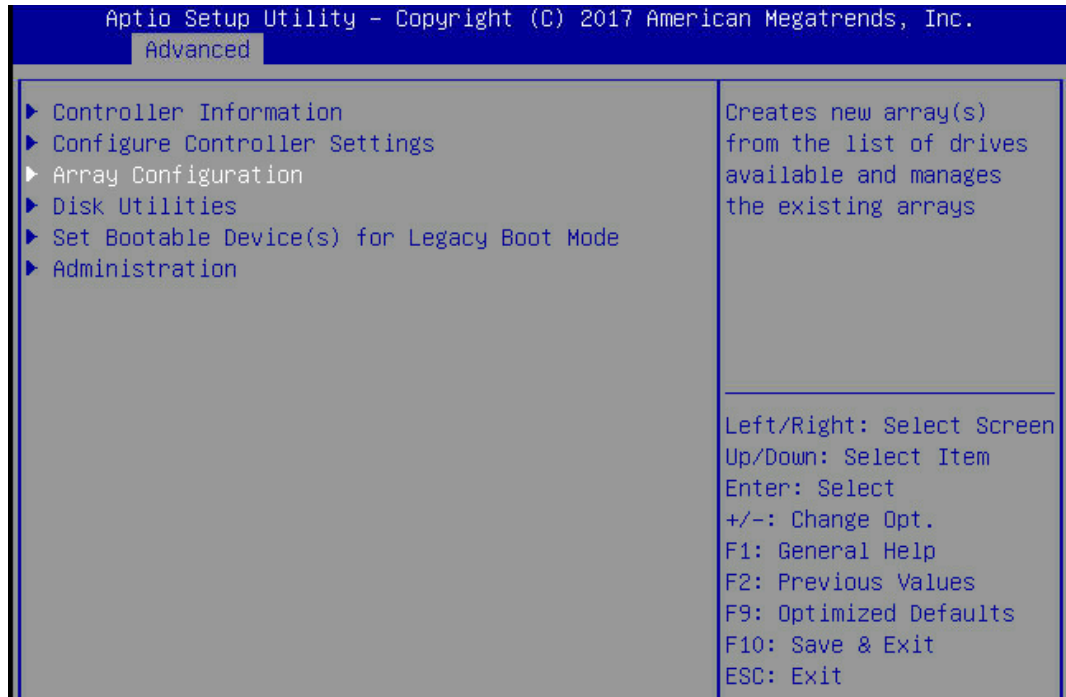 Aptio Setup Utility – Copyright (C) 2017 American Megatrends, Inc.
Advanced
Controller Information
Configure Controller Settings
Array Configuration
Disk Utilities
Set Bootable Device(s) for Legacy Boot Mode
Administration
Creates new array(s)
from the list of drives
available and manages
the existing arrays
Left/Right: Select Screen
Up/Down: Select Item
Enter: Select
+/-: Change Opt.
F1: General Help
F2: Previous Values
F9: Optimized Defaults
F10: Save & Exit
ESC: Exit